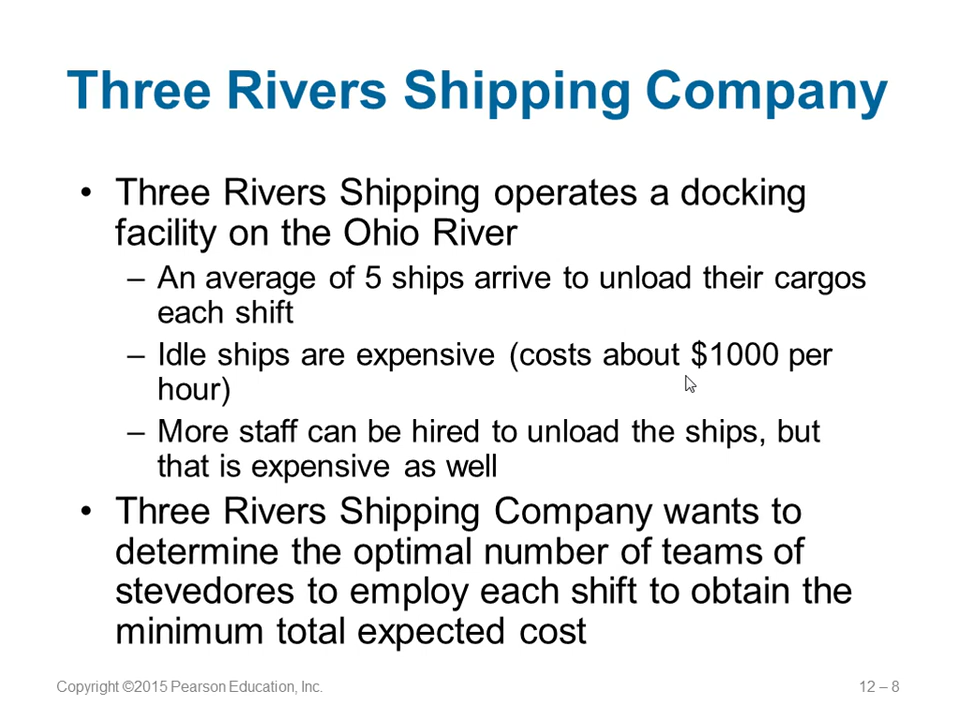 Three Rivers Shipping Company
• Three Rivers Shipping operates a docking
facility on the Ohio River
– An average of 5 ships arrive to unload their cargos
each shift
– Idle ships are expensive (costs about $1000 per
hour)
– More staff can be hired to unload the ships, but
that is expensive as well
• Three Rivers Shipping Company wants to
determine the optimal number of teams of
stevedores to employ each shift to obtain the
minimum total expected cost
Copyright ©2015 Pearson Education, Inc.
12 – 8